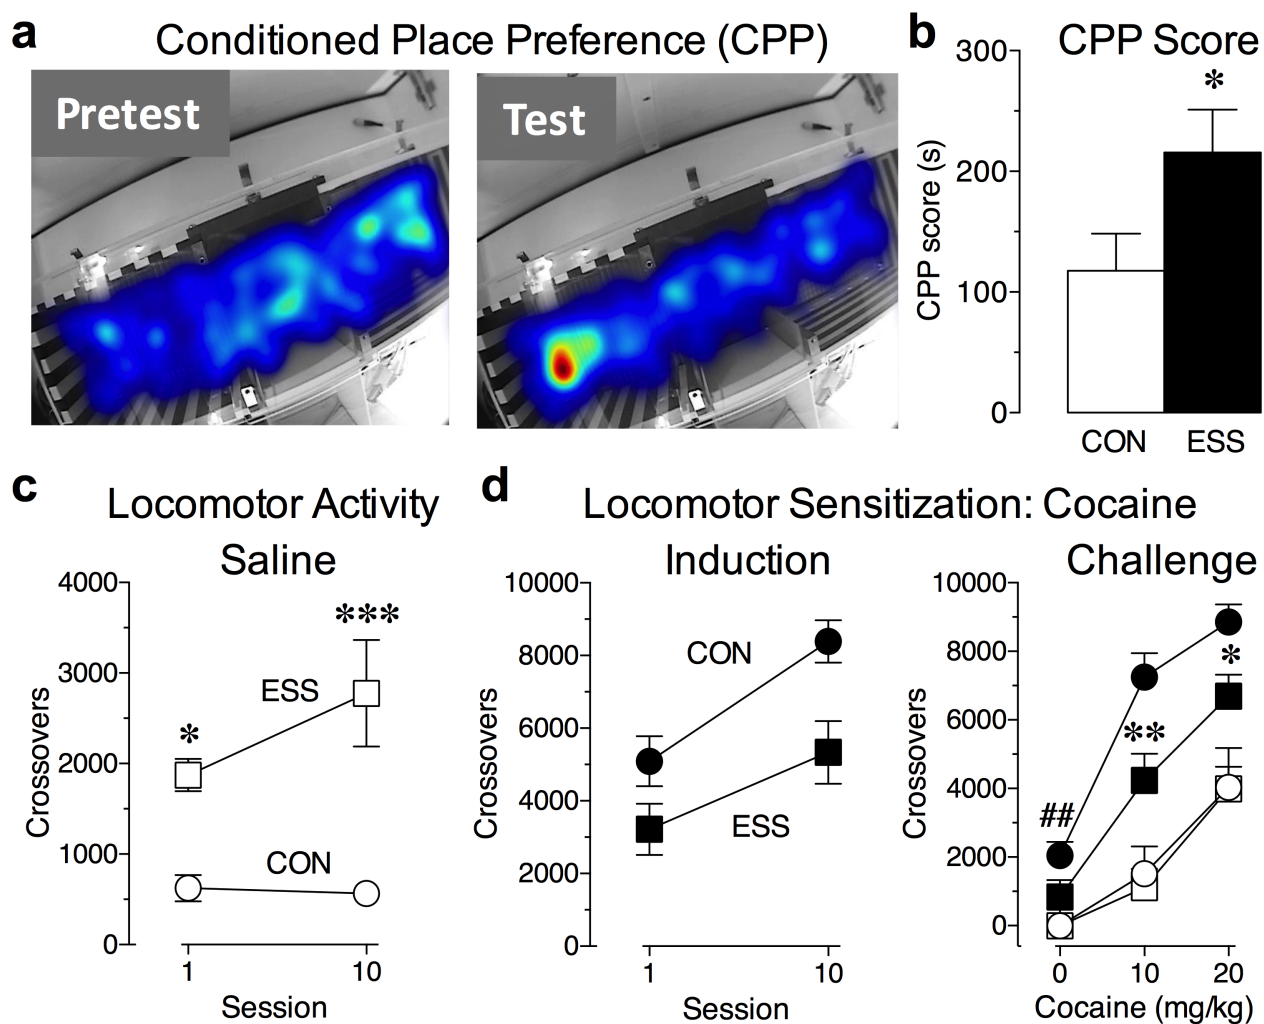 a
Conditioned Place Preference (CPP)
Pretest
Test
b
CPP Score
300
200
100
0
CPP score (s)
*
CON
ESS
c
Locomotor Activity
Saline
4000
3000
2000
1000
0
Crossovers
*
***
ESS
CON
1
10
Session
d
Locomotor Sensitization: Cocaine
Induction
10000
8000
6000
4000
2000
0
Crossovers
CON
ESS
1
10
Session
Challenge
10000
8000
6000
4000
2000
0
Crossovers
##
**
*
0
10
20
Cocaine (mg/kg)